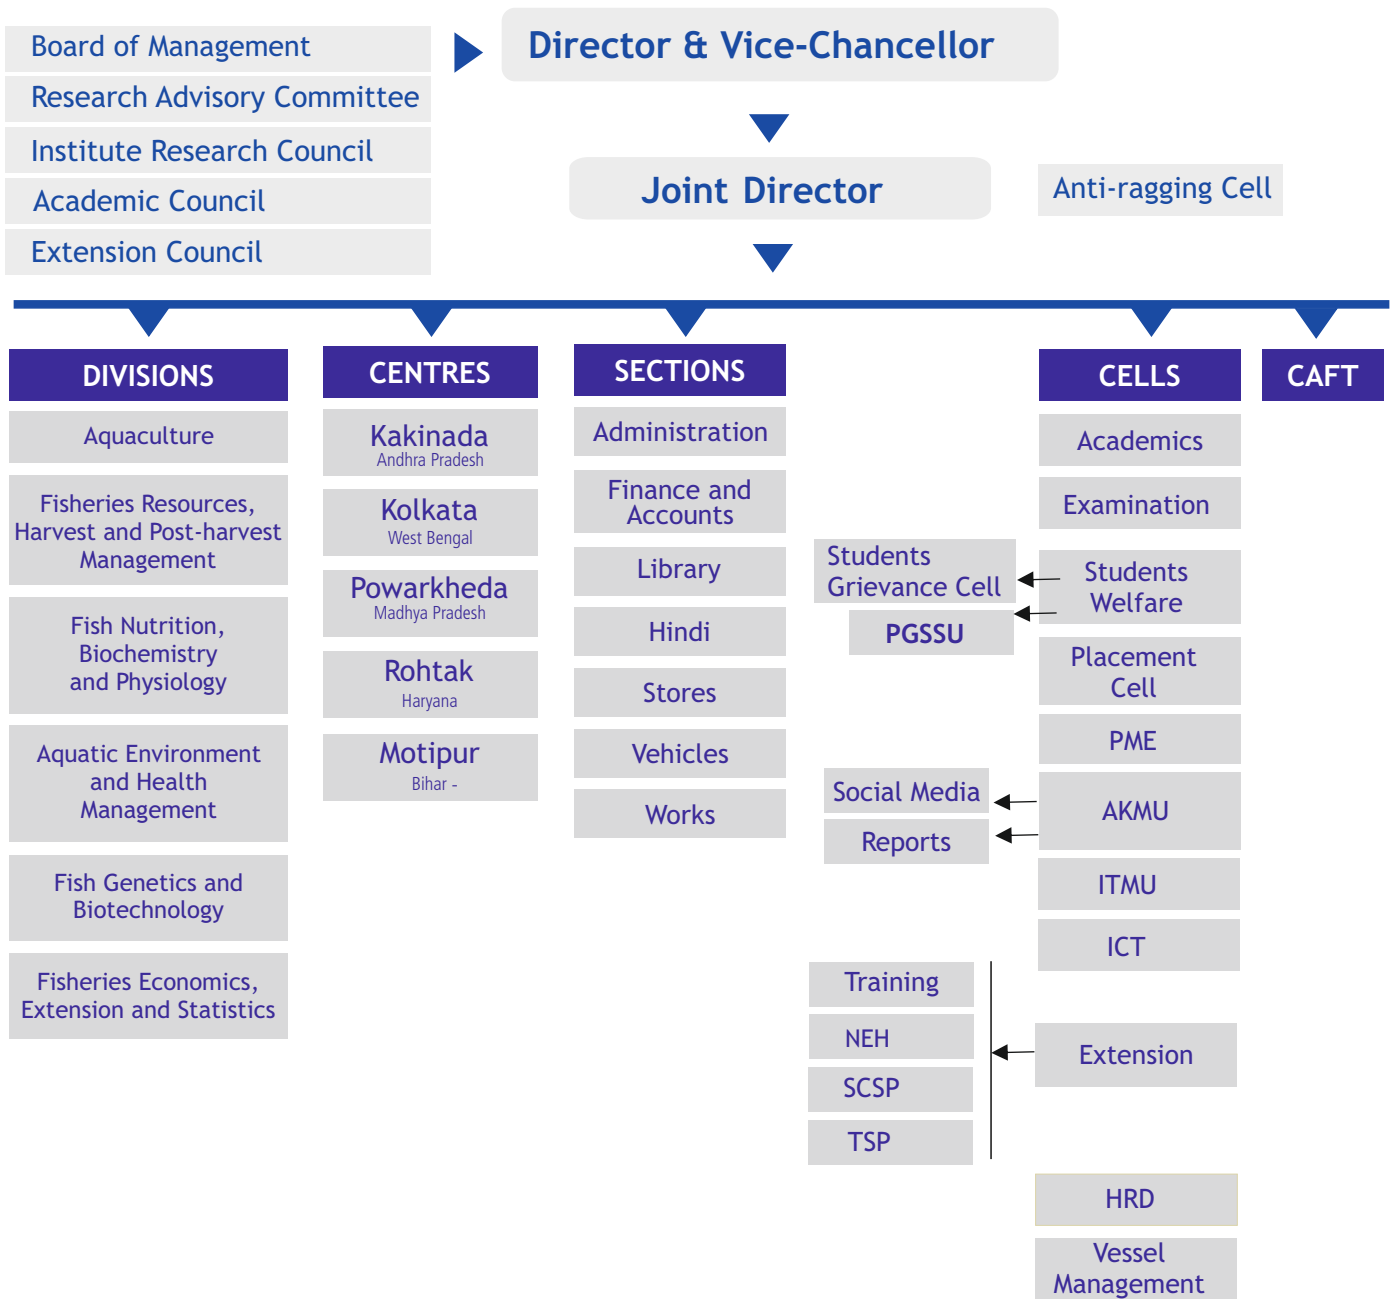 Board of Management
Research Advisory Committee
Institute Research Council
Academic Council
Extension Council
Director & Vice-Chancellor
Joint Director
Anti-ragging Cell
DIVISIONS
Aquaculture
Fisheries Resources,
Harvest and Post-harvest
Management
Fish Nutrition,
Biochemistry
and Physiology
Aquatic Environment
and Health
Management
Fish Genetics and
Biotechnology
Fisheries Economics,
Extension and Statistics
CENTRES
Kakinada
Andhra Pradesh
Kolkata
West Bengal
Powarkheda
Madhya Pradesh
Rohtak
Haryana
Motipur
Bihar -
SECTIONS
Administration
Finance and
Accounts
Library
Hindi
Stores
Vehicles
Works
CELLS
Academics
Examination
Students
Welfare
Students
Grievance Cell
PGSSU
Placement
Cell
PME
AKMU
Social Media
Reports
ITMU
ICT
Extension
Training
NEH
SCSP
TSP
HRD
Vessel
Management
CAFT